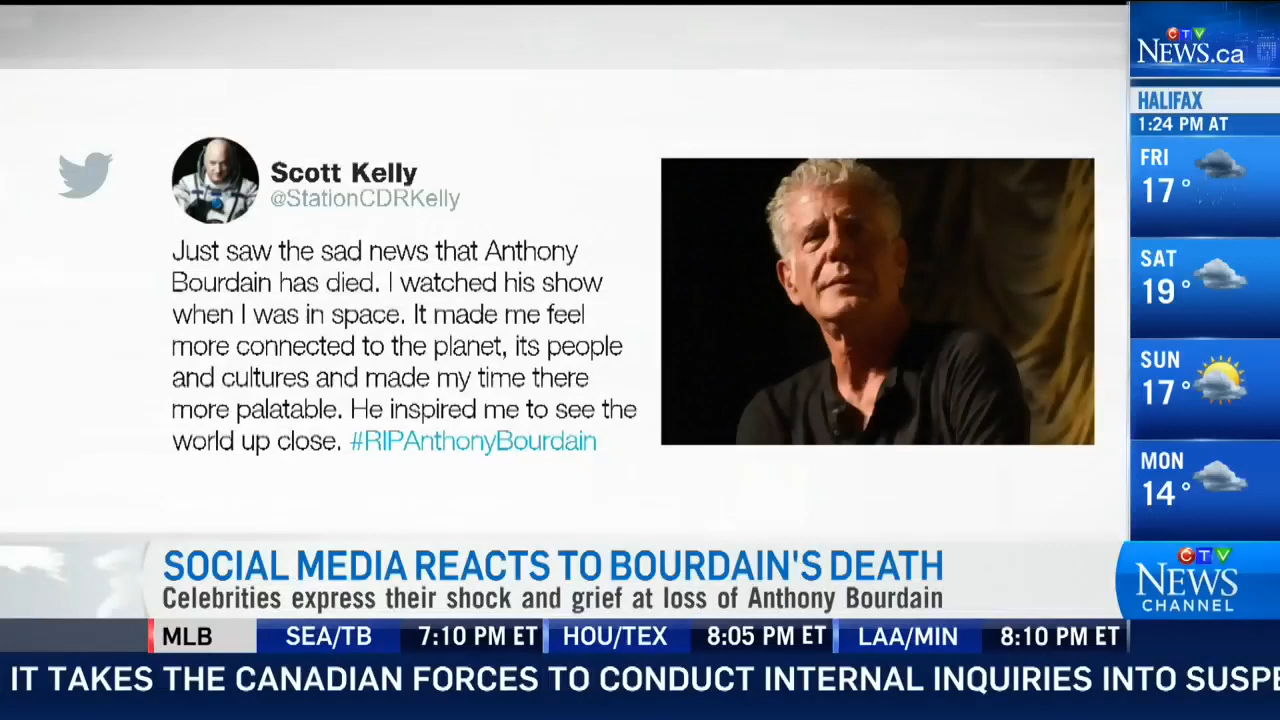 Scott Kelly
@StationCDRKelly
Just saw the sad news that Anthony
Bourdain has died. I watched his show
when I was in space. It made me feel
more connected to the planet, its people
and cultures and made my time there
more palatable. He inspired me to see the
world up close. #RIPAnthonyBourdain
CTV
NEWS.ca
HALIFAX
1:24 PM AT
FRI
17°
SAT
19°
SUN
17°
MON
14°
SOCIAL MEDIA REACTS TO BOURDAIN'S DEATH
Celebrities express their shock and grief at loss of Anthony Bourdain
CTV
NEWS
CHANNEL
MLB SEA/TB 7:10 PM ET HOU/TEX 8:05 PM ET LAA/MIN 8:10 PM ET
IT TAKES THE CANADIAN FORCES TO CONDUCT INTERNAL INQUIRIES INTO SUSPE